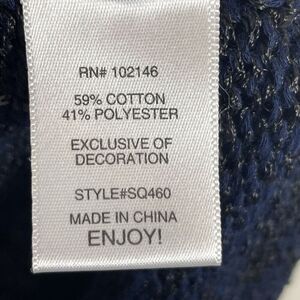 RN# 102146
59% COTTON
41% POLYESTER
EXCLUSIVE OF
DECORATION
STYLE#SQ460
MADE IN CHINA
ENJOY!